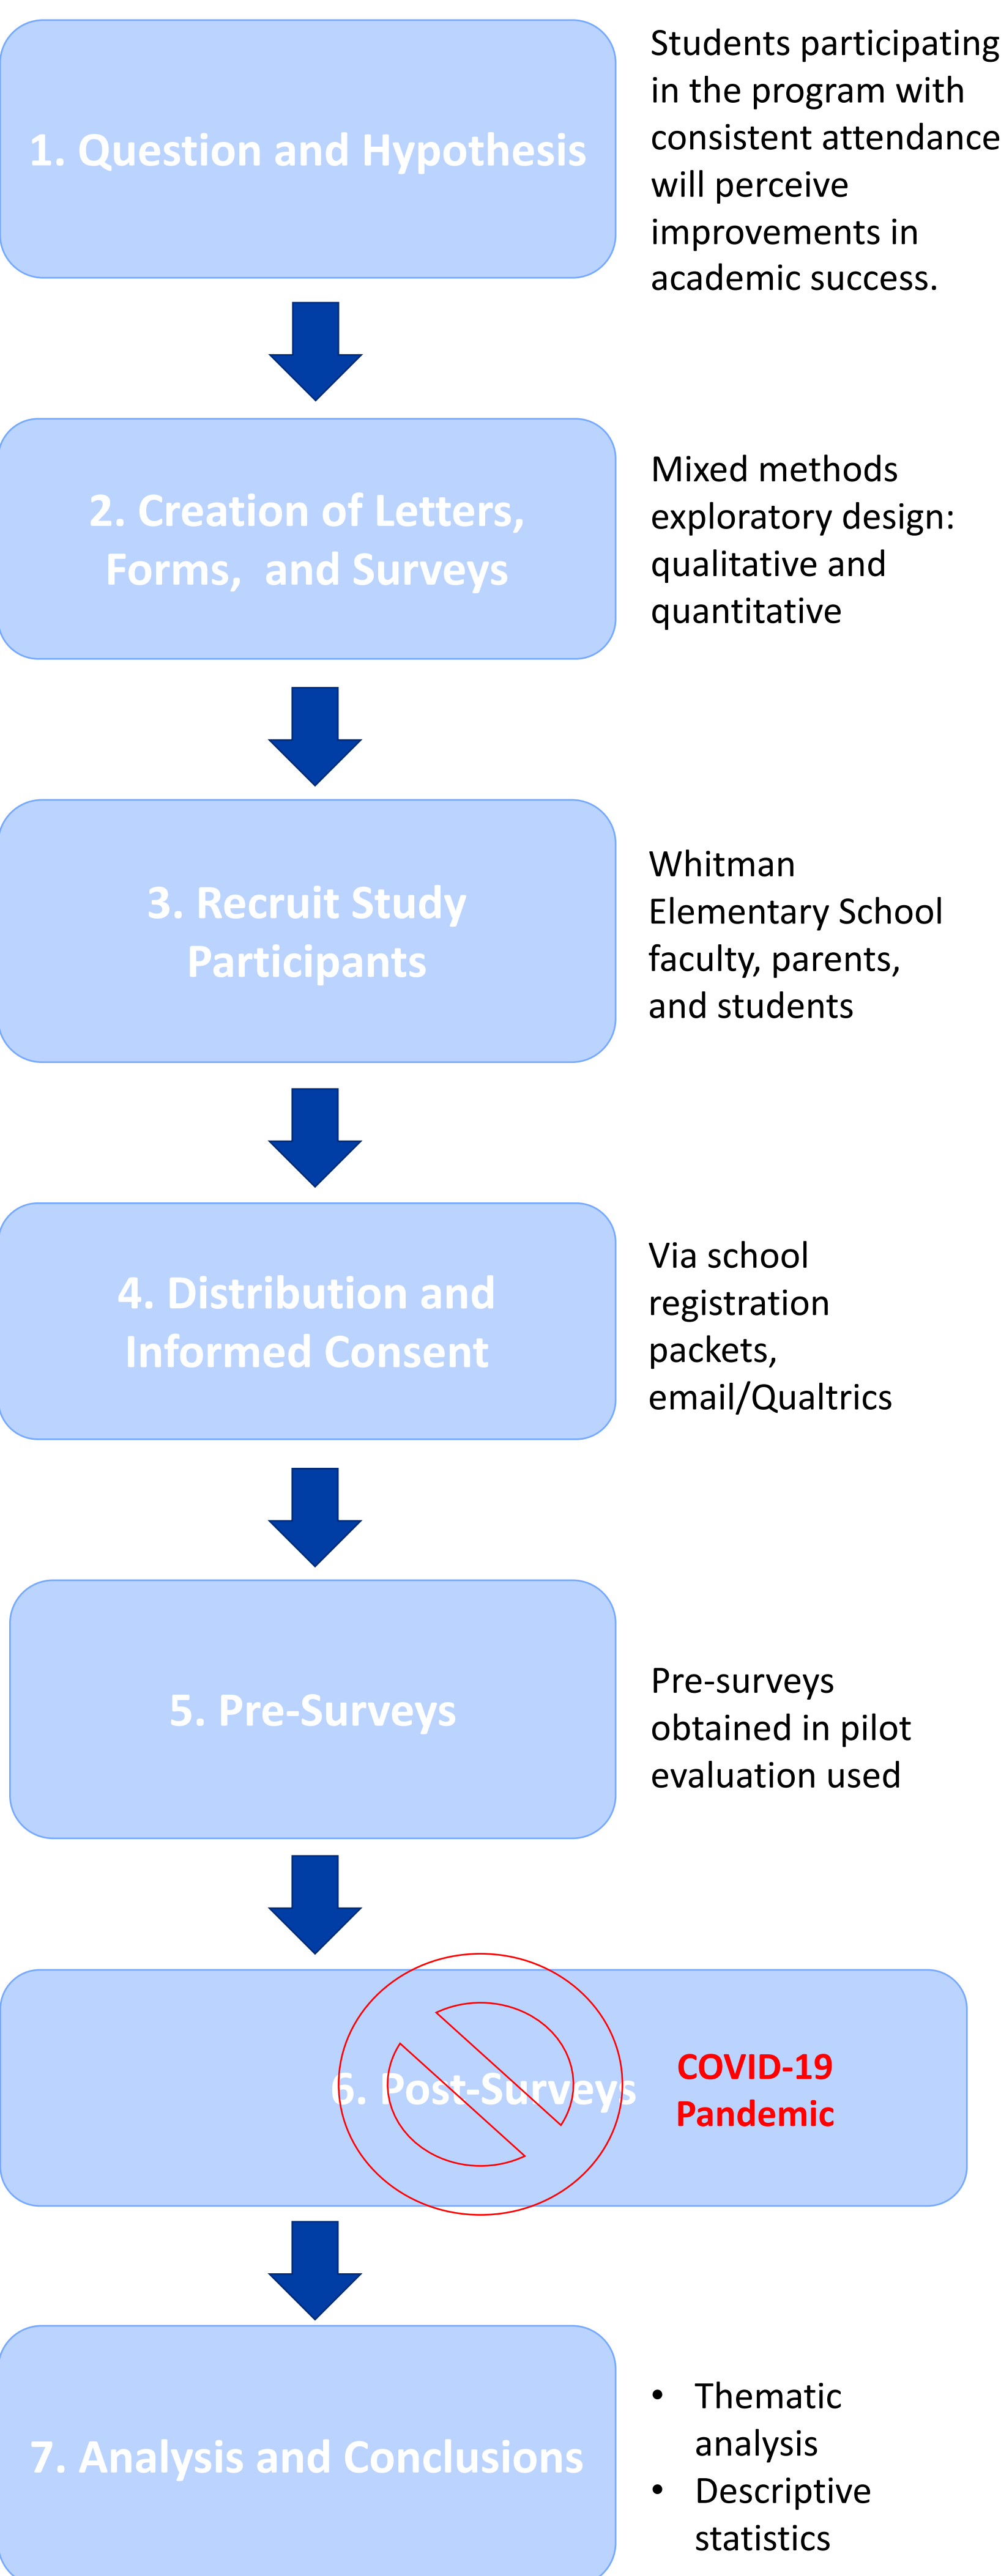 1. Question and Hypothesis
Students participating
in the program with
consistent attendance
will perceive
improvements in
academic success.
2. Creation of Letters,
Forms,  and Surveys
Mixed methods
exploratory design:
qualitative and
quantitative
3. Recruit Study
Participants
Whitman
Elementary School
faculty, parents,
and students
4. Distribution and
Informed Consent
Via school
registration
packets,
email/Qualtrics
5. Pre-Surveys
Pre-surveys
obtained in pilot
evaluation used
6. Post-Surveys
COVID-19
Pandemic
7. Analysis and Conclusions
• Thematic
analysis
• Descriptive
statistics